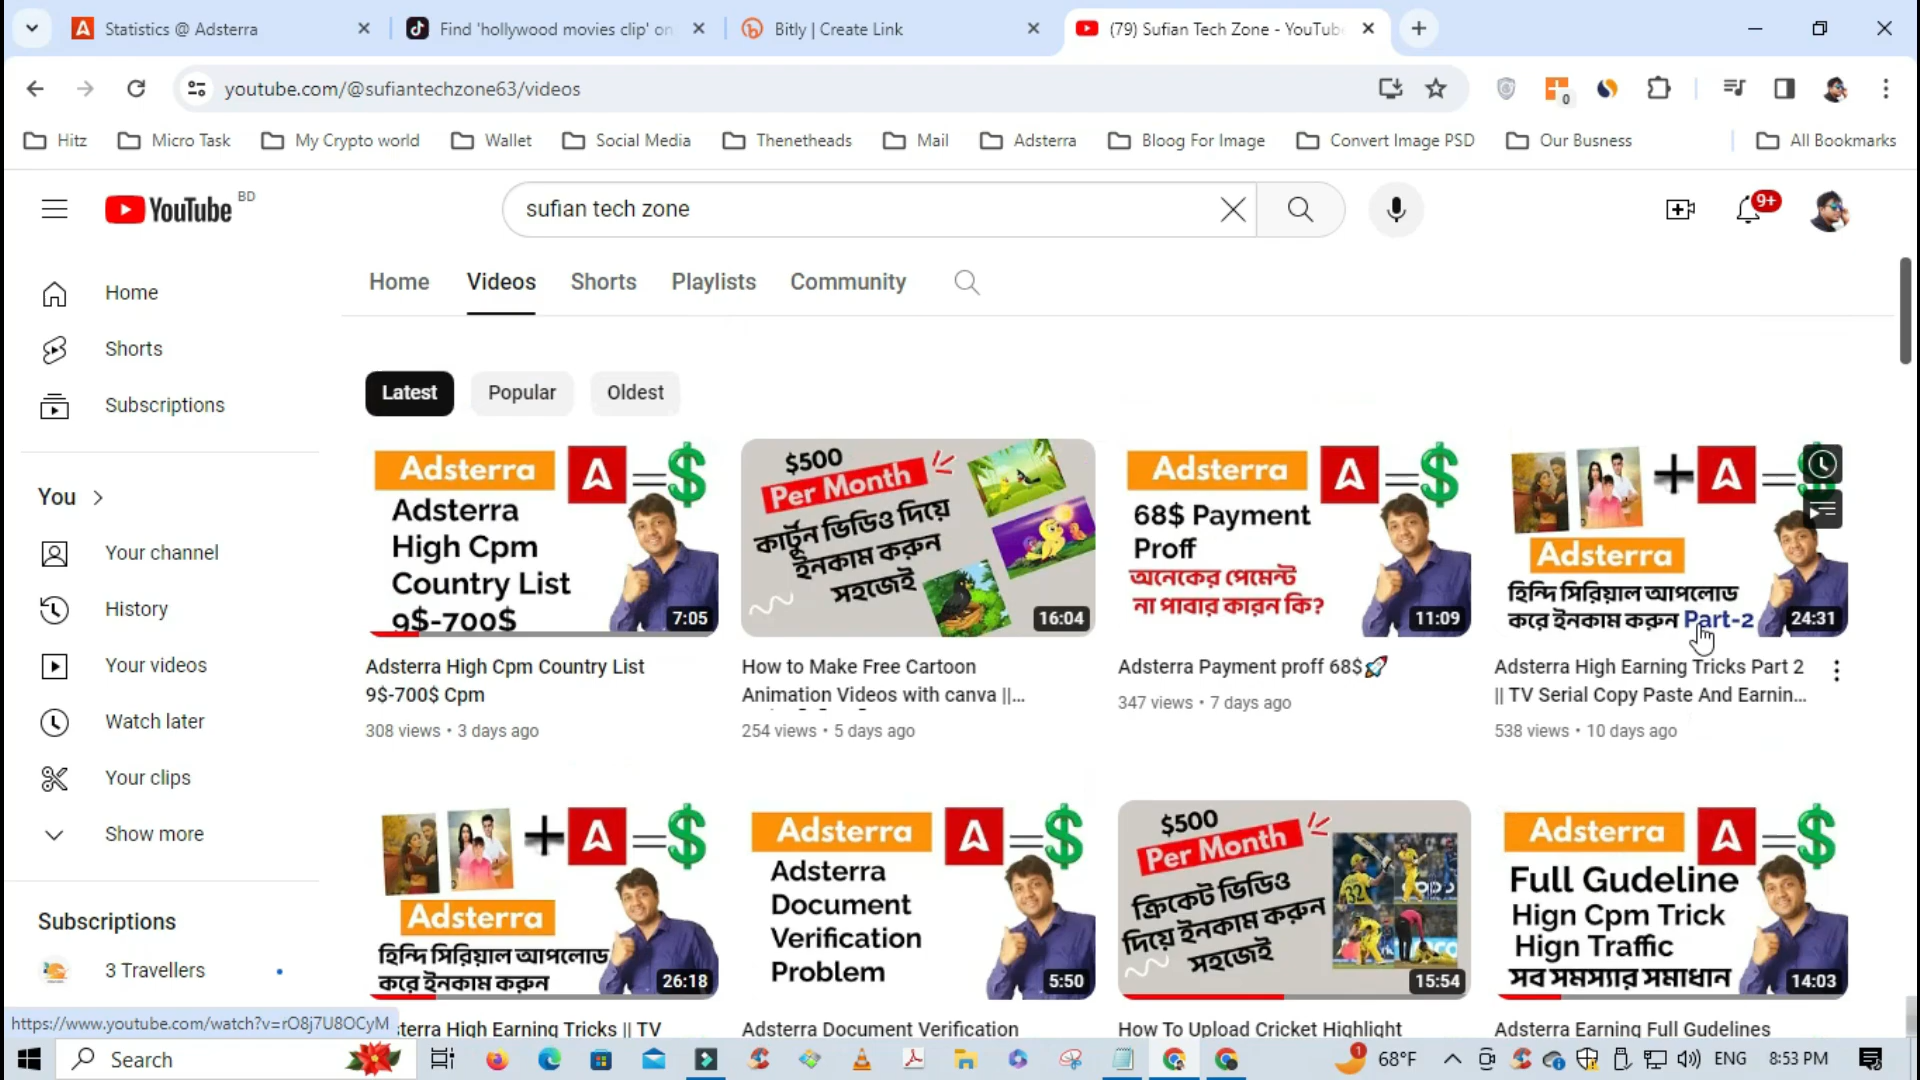 Statistics @ Adsterra
Find 'hollywood movies clip' on
Bitly | Create Link
(79) Sufian Tech Zone - YouTube
youtube.com/@sufiantechzone63/videos
0
Hitz
Micro Task
My Crypto world
Wallet
Social Media
Thenetheads
Mail
Adsterra
Bloog For Image
Convert Image PSD
Our Busness
All Bookmarks
YouTube BD
sufian tech zone
9+
Home
Videos
Shorts
Playlists
Community
Home
Shorts
Subscriptions
You
Your channel
History
Your videos
Watch later
Your clips
Show more
Subscriptions
3 Travellers
Latest
Popular
Oldest
Adsterra A=$
Adsterra
High Cpm
Country List
9$-700$
7:05
Adsterra High Cpm Country List
9$-700$ Cpm
308 views • 3 days ago
$500
Per Month
কার্টুন ভিডিও দিয়ে
ইনকাম করুন
সহজেই
16:04
How to Make Free Cartoon
Animation Videos with canva ||...
254 views • 5 days ago
Adsterra A=$
68$ Payment
Proff
অনেকের পেমেন্ট
না পাবার কারন কি?
11:09
Adsterra Payment proff 68$🚀
347 views • 7 days ago
+A=
Adsterra
হিন্দি সিরিয়াল আপলোড
করে ইনকাম করুন Part-2
24:31
Adsterra High Earning Tricks Part 2
|| TV Serial Copy Paste And Earnin...
538 views • 10 days ago
+A=$
Adsterra
হিন্দি সিরিয়াল আপলোড
করে ইনকাম করুন
26:18
terra High Earning Tricks || TV
Adsterra A=$
Adsterra
Document
Verification
Problem
5:50
Adsterra Document Verification
$500
Per Month
ক্রিকেট ভিডিও
দিয়ে ইনকাম করুন
সহজেই
32
15:54
How To Upload Cricket Highlight
Adsterra A=$
Full Gudeline
Hign Cpm Trick
Hign Traffic
সব সমস্যার সমাধান
14:03
Adsterra Earning Full Gudelines
https://www.youtube.com/watch?v=rO8j7U8OCyM
Search
1
68°F
ENG
8:53 PM